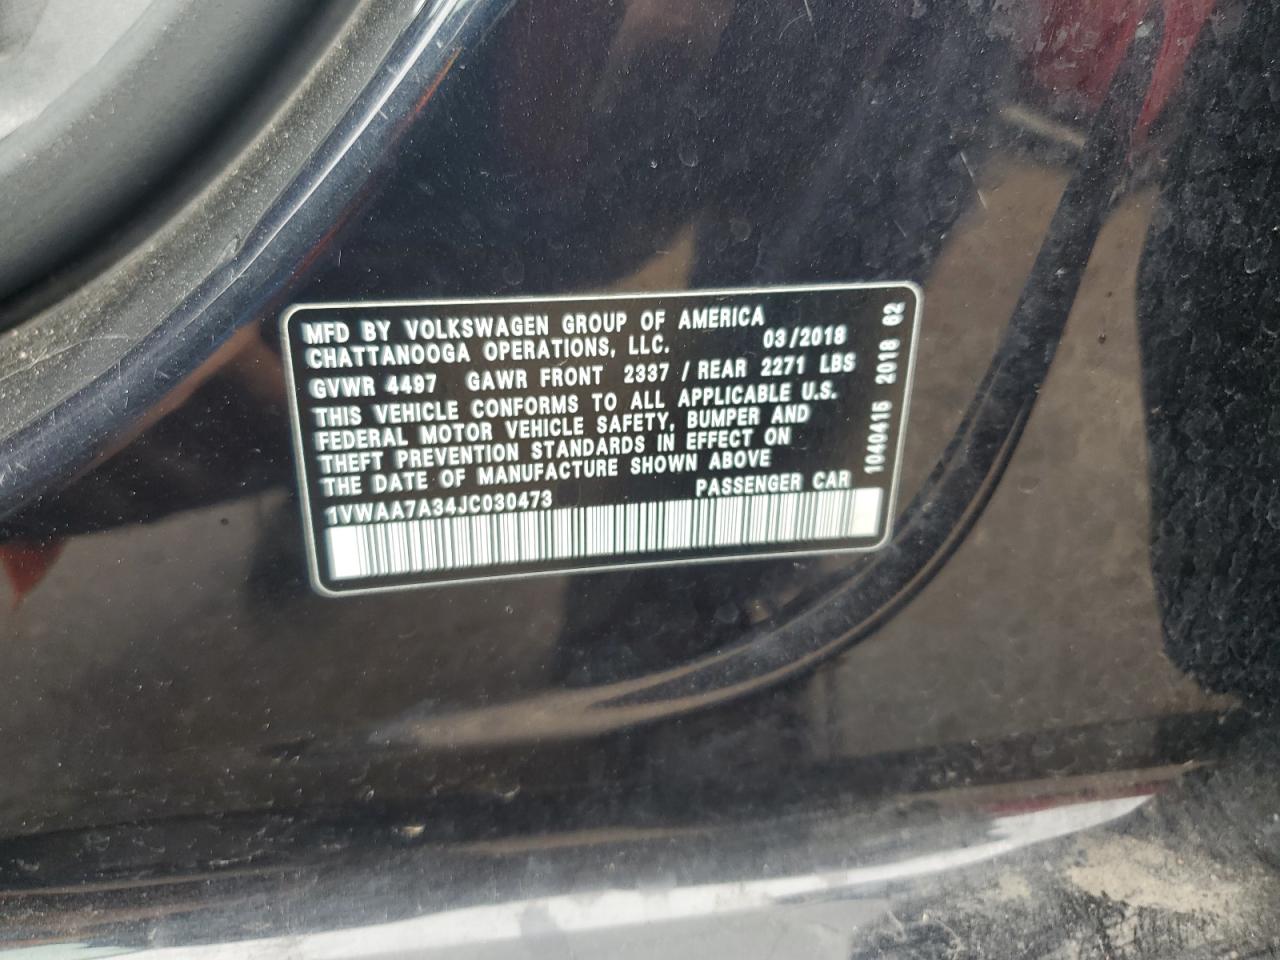 MFD BY VOLKSWAGEN GROUP OF AMERICA
CHATTANOOGA OPERATIONS, LLC. 03/2018
GVWR 4497 GAWR FRONT 2337 / REAR 2271 LBS
THIS VEHICLE CONFORMS TO ALL APPLICABLE U.S.
FEDERAL MOTOR VEHICLE SAFETY, BUMPER AND
THEFT PREVENTION STANDARDS IN EFFECT ON
THE DATE OF MANUFACTURE SHOWN ABOVE
1VWAA7A34JC030473 PASSENGER CAR
1040416 2018 62